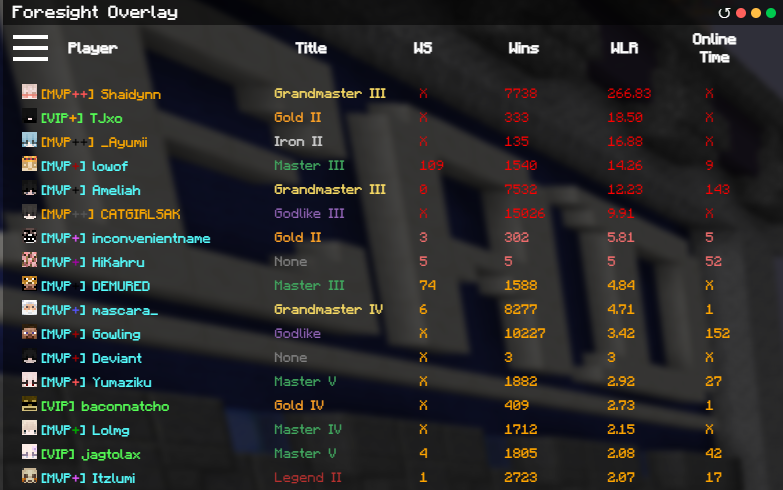 Foresight Overlay
Player Title WS Wins WLR Online Time
[MVP++] Shaidynn Grandmaster III X 7738 266.83 X
[VIP+] TJxo Gold II X 333 18.50 X
[MVP++] _Ayumii Iron II X 135 16.88 X
[MVP+] lowof Master III 109 1540 14.26 9
[MVP+] Ameliah Grandmaster III 0 7532 12.23 143
[MVP++] CATGIRLSAK Godlike III X 15026 9.91 X
[MVP+] inconvenientname Gold II 3 302 5.81 5
[MVP+] MiKahru None 5 5 5 52
[MVP+] DEMURED Master III 74 1588 4.84 X
[MVP+] mascara_ Grandmaster IV 6 8277 4.71 1
[MVP+] Gowling Godlike X 10227 3.42 152
[MVP+] Deviant None X 3 3 X
[MVP+] Yumaziku Master V X 1882 2.92 27
[VIP] baconnatcho Gold IV X 409 2.73 1
[MVP+] Lolmg Master IV X 1712 2.15 X
[VIP] jagtolax Master V 4 1805 2.08 42
[MVP+] Itzlumi Legend II 1 2723 2.07 17